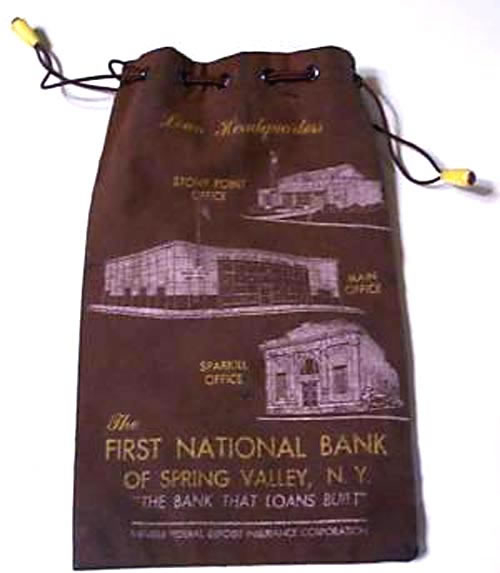 Loan Headquarters
STONY POINT
OFFICE
MAIN
OFFICE
SPARKILL
OFFICE
The
FIRST NATIONAL BANK
OF SPRING VALLEY, N. Y.
"THE BANK THAT LOANS BUILT"
MEMBER FEDERAL DEPOSIT INSURANCE CORPORATION